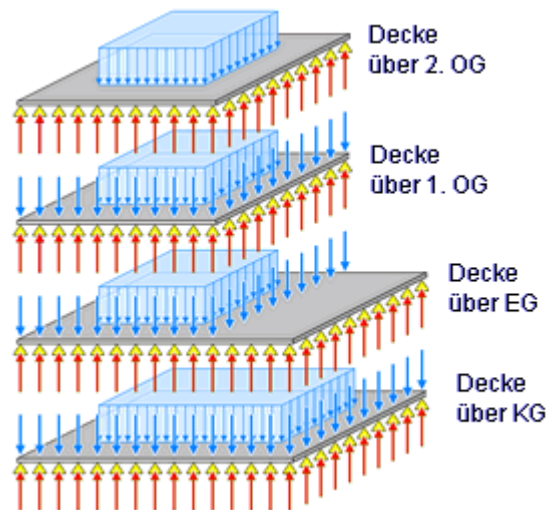 Decke
über 2. OG
Decke
über 1. OG
Decke
über EG
Decke
über KG